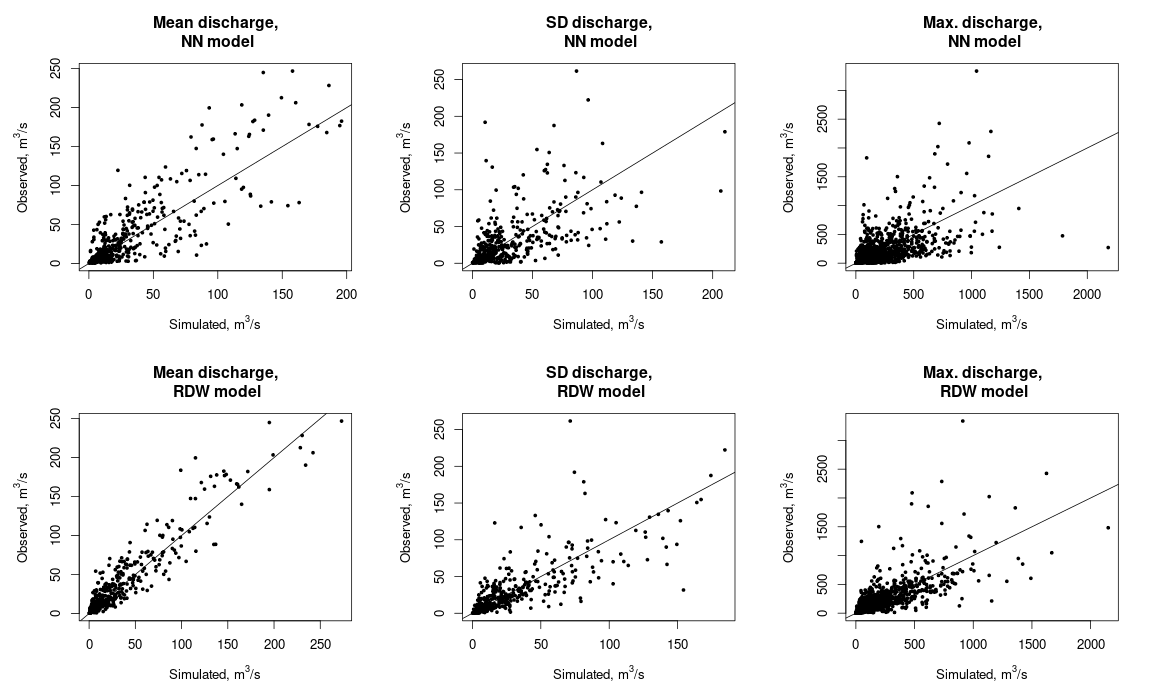 Mean discharge,
NN model
SD discharge,
NN model
Max. discharge,
NN model
Observed, m³/s
0 50 100 150 200 250
0 50 100 150 200
Simulated, m³/s
Observed, m³/s
0 50 100 150 200 250
0 50 100 150 200
Simulated, m³/s
Observed, m³/s
0 500 1500 2500
0 500 1000 1500 2000
Simulated, m³/s
Mean discharge,
RDW model
SD discharge,
RDW model
Max. discharge,
RDW model
Observed, m³/s
0 50 100 150 200 250
0 50 100 150 200 250
Simulated, m³/s
Observed, m³/s
0 50 100 150 200 250
0 50 100 150
Simulated, m³/s
Observed, m³/s
0 500 1500 2500
0 500 1000 1500 2000
Simulated, m³/s